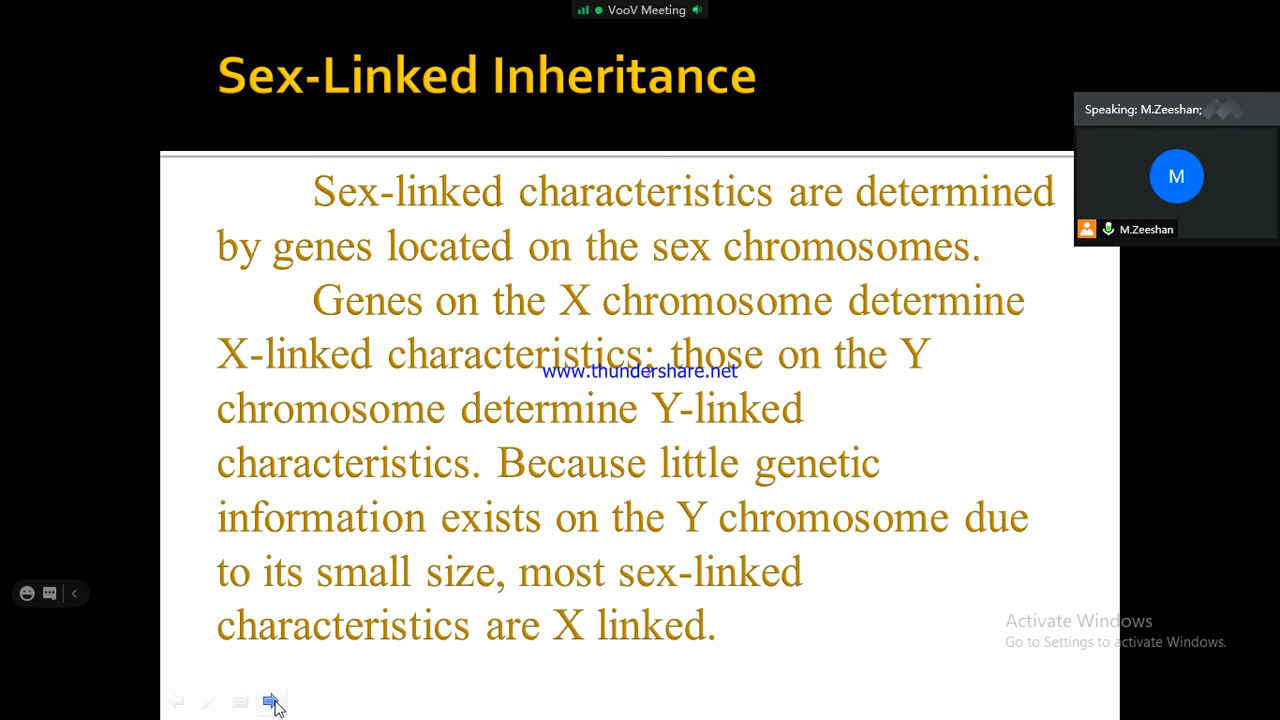 VooV Meeting
Sex-Linked Inheritance
Speaking: M.Zeeshan;
M
M.Zeeshan
Sex-linked characteristics are determined
by genes located on the sex chromosomes.
Genes on the X chromosome determine
X-linked characteristics; those on the Y
www.thundershare.net
chromosome determine Y-linked
characteristics. Because little genetic
information exists on the Y chromosome due
to its small size, most sex-linked
characteristics are X linked.
Activate Windows
Go to Settings to activate Windows.